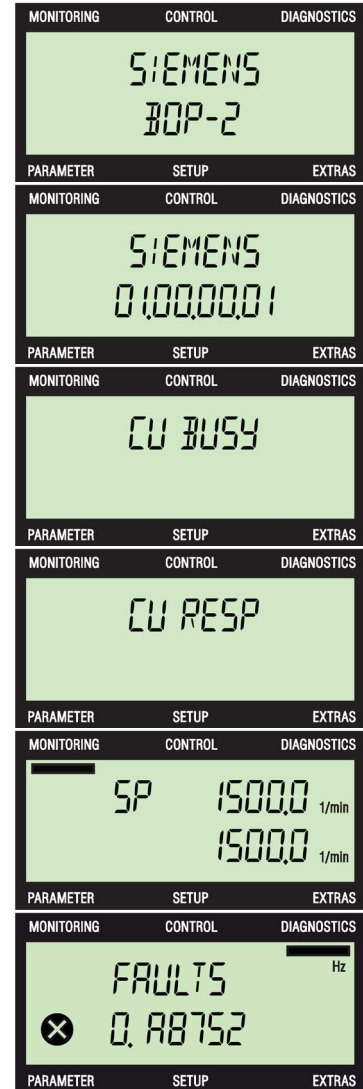 MONITORING CONTROL DIAGNOSTICS
SIEMENS
BOP-2
PARAMETER SETUP EXTRAS
MONITORING CONTROL DIAGNOSTICS
SIEMENS
01.00.00.01
PARAMETER SETUP EXTRAS
MONITORING CONTROL DIAGNOSTICS
CU BUSY
PARAMETER SETUP EXTRAS
MONITORING CONTROL DIAGNOSTICS
CU RESP
PARAMETER SETUP EXTRAS
MONITORING CONTROL DIAGNOSTICS
SP 1500.0 1/min
1500.0 1/min
PARAMETER SETUP EXTRAS
MONITORING CONTROL DIAGNOSTICS
Hz
FAULTS
0. A8752
PARAMETER SETUP EXTRAS